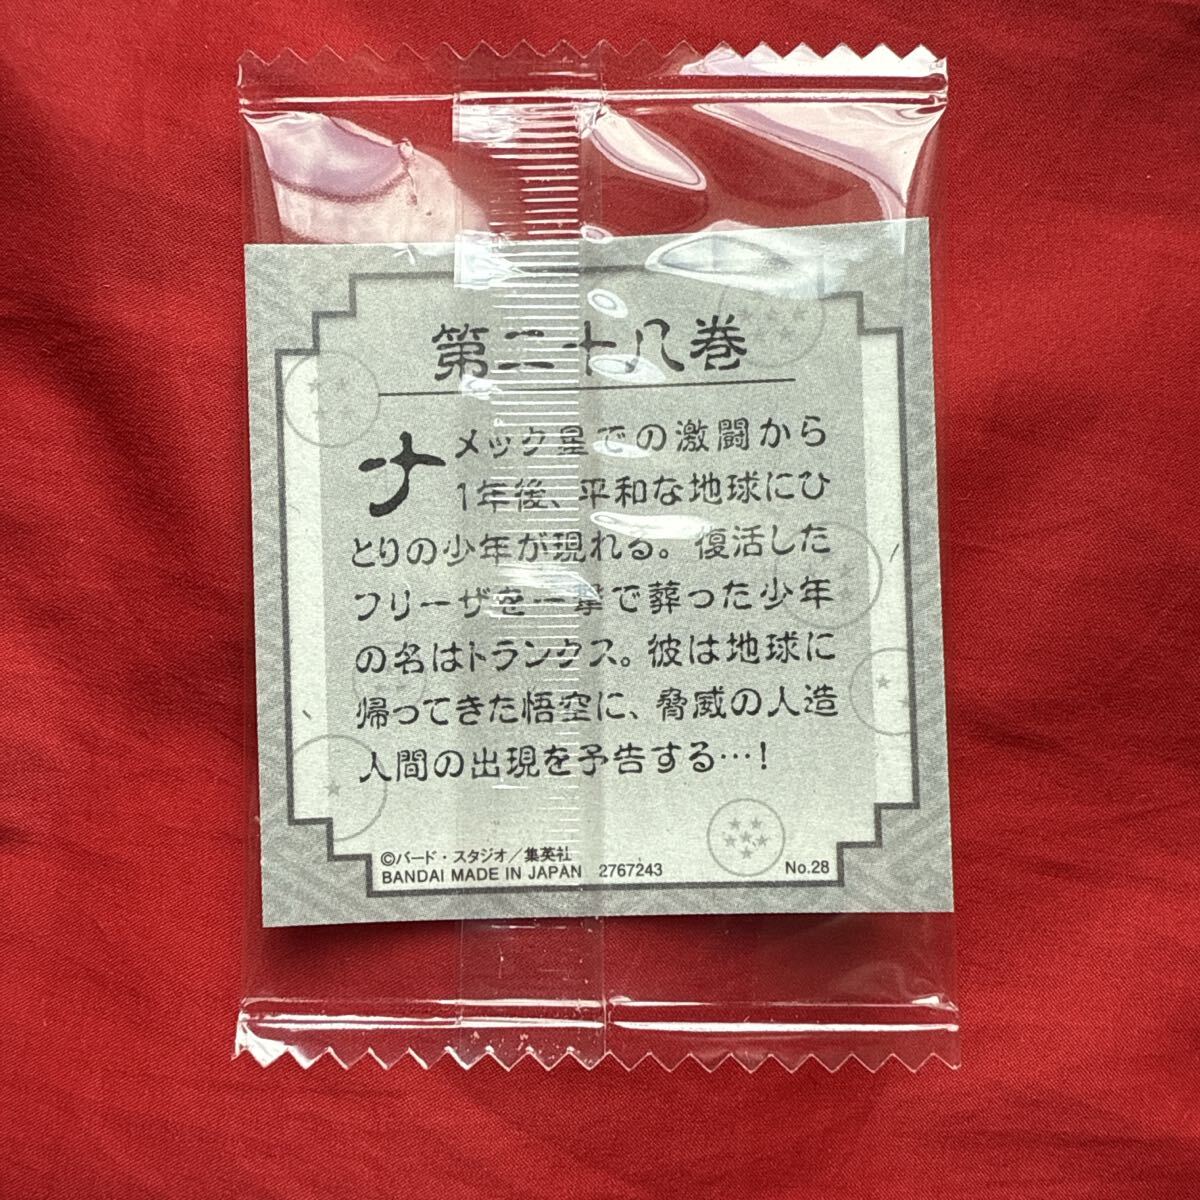 第二十八巻
ナメック星での激闘から
1年後、平和な地球にひ
とりの少年が現れる。復活した
フリーザを一撃で葬った少年
の名はトランクス。彼は地球に
帰ってきた悟空に、脅威の人造
人間の出現を予告する…!
©バード・スタジオ/集英社
BANDAI MADE IN JAPAN 2767243 No.28